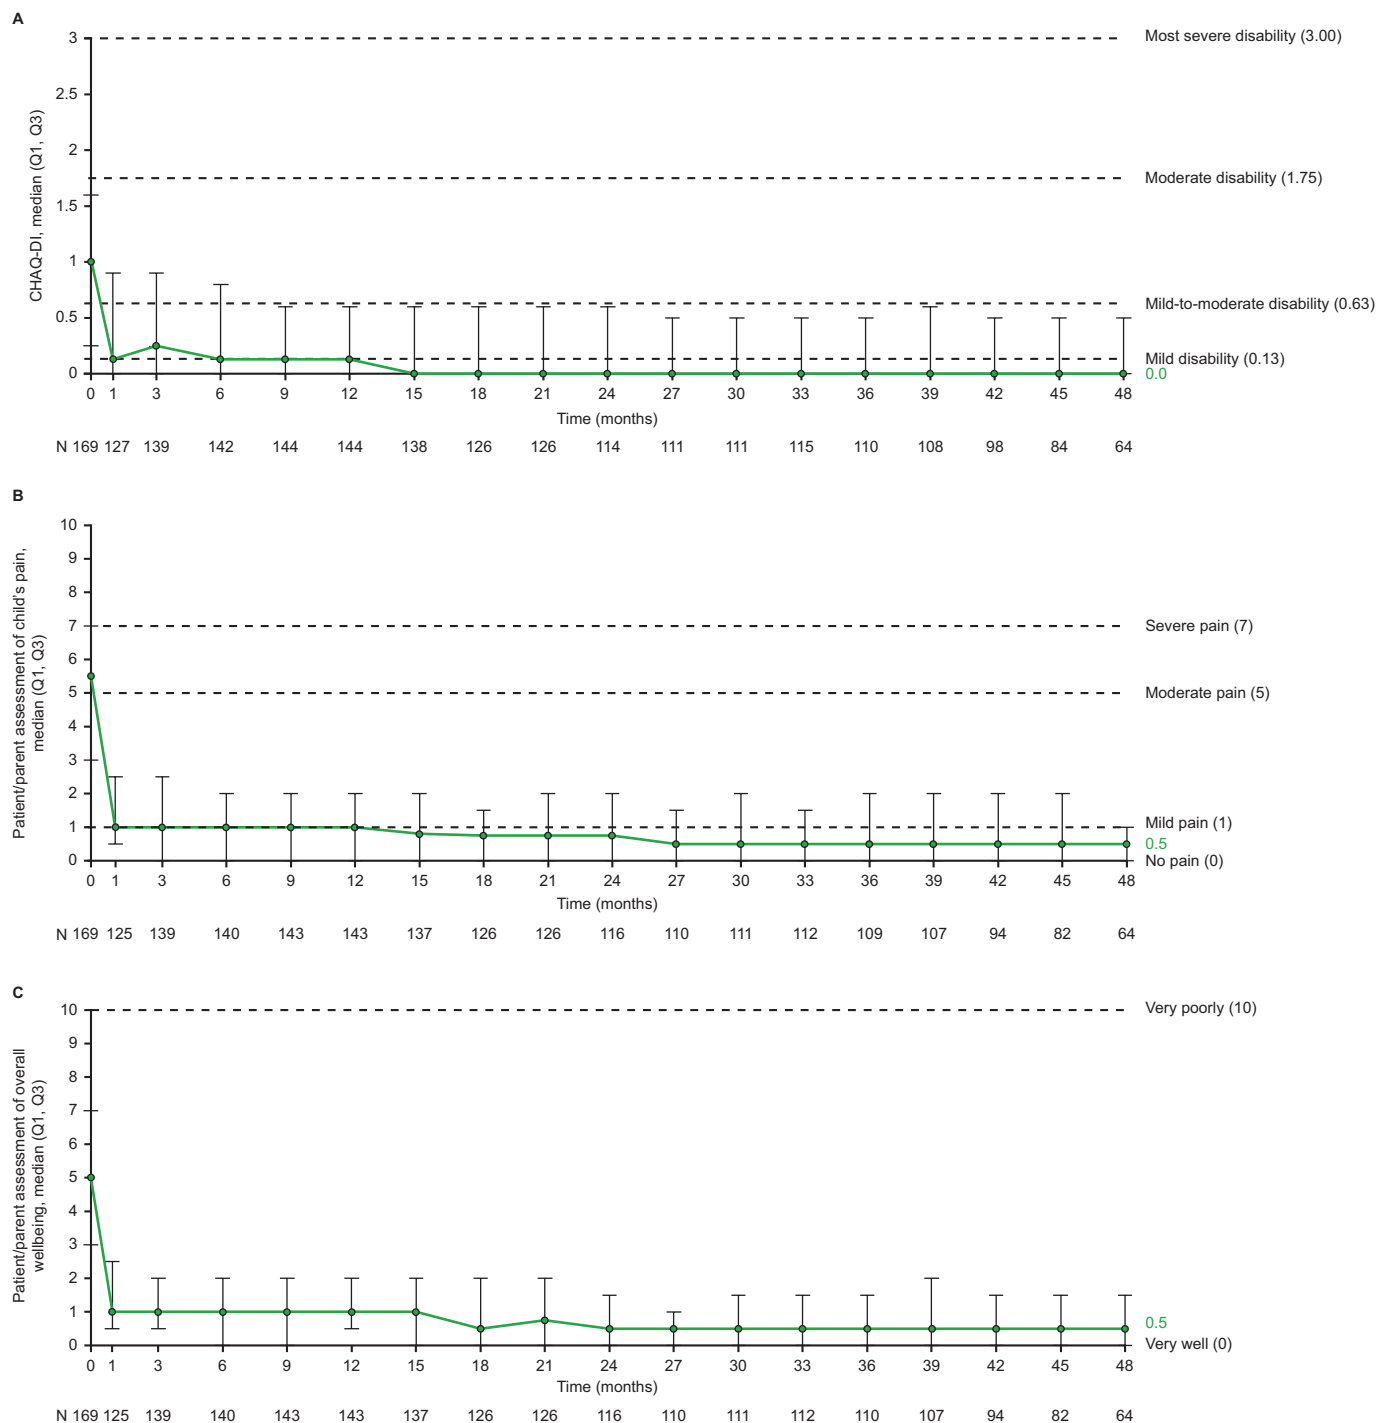 A
3
Most severe disability (3.00)
2.5
2
Moderate disability (1.75)
1.5
1
Mild-to-moderate disability (0.63)
0.5
Mild disability (0.13)
0
0.0
CHAQ-DI, median (Q1, Q3)
0 1 3 6 9 12 15 18 21 24 27 30 33 36 39 42 45 48
Time (months)
N 169 127 139 142 144 144 138 126 126 114 111 111 115 110 108 98 84 64
B
10
9
8
7
Severe pain (7)
6
5
Moderate pain (5)
4
3
2
1
Mild pain (1)
0.5
0
No pain (0)
Patient/parent assessment of child's pain,
median (Q1, Q3)
0 1 3 6 9 12 15 18 21 24 27 30 33 36 39 42 45 48
Time (months)
N 169 125 139 140 143 143 137 126 126 116 110 111 112 109 107 94 82 64
C
10
Very poorly (10)
9
8
7
6
5
4
3
2
1
0.5
0
Very well (0)
Patient/parent assessment of overall
wellbeing, median (Q1, Q3)
0 1 3 6 9 12 15 18 21 24 27 30 33 36 39 42 45 48
Time (months)
N 169 125 139 140 143 143 137 126 126 116 110 111 112 110 107 94 82 64